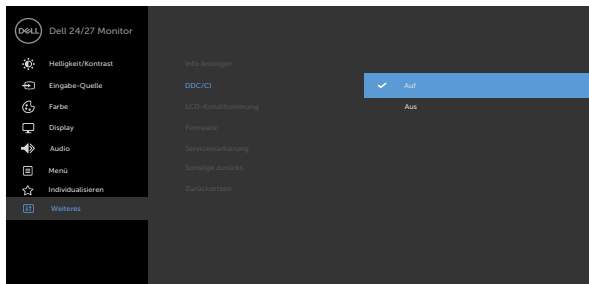 DELL
Dell 24/27 Monitor
Helligkeit/Kontrast
Eingabe-Quelle
Farbe
Display
Audio
Menü
Individualisieren
Weiteres
Info Anzeigen
DDC/CI
LCD-Konditionierung
Firmware
Servicemarkierung
Sonstige zurücks.
Zurücksetzen
Auf
Aus